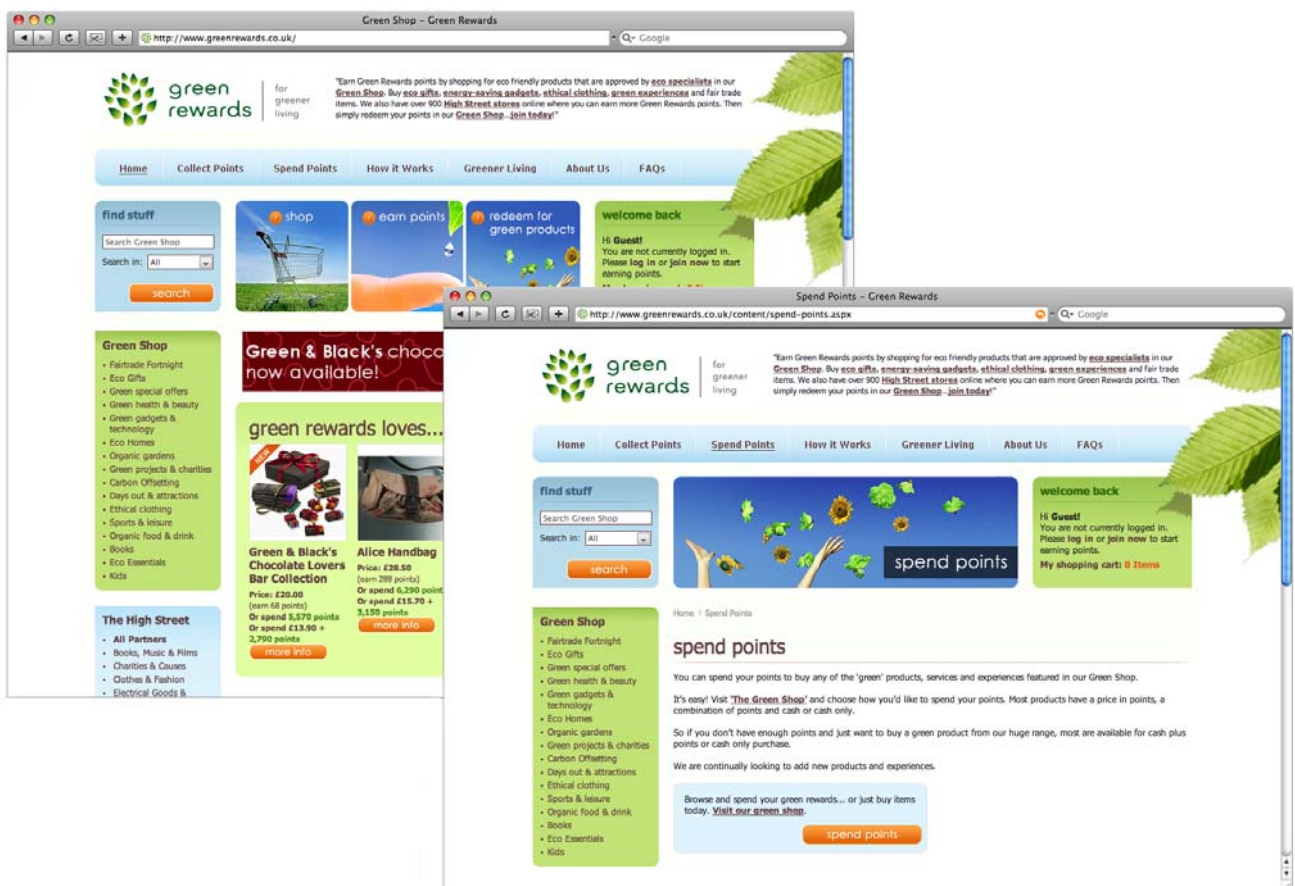 Green Shop – Green Rewards
http://www.greenrewards.co.uk/
Google
green
rewards
for
greener
living
"Earn Green Rewards points by shopping for eco friendly products that are approved by eco specialists in our
Green Shop. Buy eco gifts, energy-saving gadgets, ethical clothing, green experiences and fair trade
items. We also have over 900 High Street stores online where you can earn more Green Rewards points. Then
simply redeem your points in our Green Shop...join today!"
Home Collect Points Spend Points How it Works Greener Living About Us FAQs
find stuff
Search Green Shop
Search in: All
search
shop
earn points
redeem for
green products
welcome back
Hi Guest!
You are not currently logged in.
Please log in or join now to start
earning points.
Green Shop
• Fairtrade Fortnight
• Eco Gifts
• Green special offers
• Green health & beauty
• Green gadgets &
technology
• Eco Homes
• Organic gardens
• Green projects & charities
• Carbon Offsetting
• Days out & attractions
• Ethical clothing
• Sports & leisure
• Organic food & drink
• Books
• Eco Essentials
• Kids
The High Street
• All Partners
• Books, Music & Films
• Charities & Causes
• Clothes & Fashion
• Electrical Goods &
Green & Black's choco
now available!
green rewards loves...
NEW
Green & Black's
Chocolate Lovers
Bar Collection
Price: £20.00
(earn 68 points)
Or spend 5,570 points
Or spend £13.90 +
2,790 points
more info
Alice Handbag
Price: £28.50
(earn 288 points)
Or spend 6,290 point
Or spend £15.70 +
3,150 points
more info
Spend Points – Green Rewards
http://www.greenrewards.co.uk/content/spend-points.aspx
Google
green
rewards
for
greener
living
"Earn Green Rewards points by shopping for eco friendly products that are approved by eco specialists in our
Green Shop. Buy eco gifts, energy-saving gadgets, ethical clothing, green experiences and fair trade
items. We also have over 900 High Street stores online where you can earn more Green Rewards points. Then
simply redeem your points in our Green Shop...join today!"
Home Collect Points Spend Points How it Works Greener Living About Us FAQs
find stuff
Search Green Shop
Search in: All
search
spend points
welcome back
Hi Guest!
You are not currently logged in.
Please log in or join now to start
earning points.
My shopping cart: 0 Items
Green Shop
• Fairtrade Fortnight
• Eco Gifts
• Green special offers
• Green health & beauty
• Green gadgets &
technology
• Eco Homes
• Organic gardens
• Green projects & charities
• Carbon Offsetting
• Days out & attractions
• Ethical clothing
• Sports & leisure
• Organic food & drink
• Books
• Eco Essentials
• Kids
Home | Spend Points
spend points
You can spend your points to buy any of the 'green' products, services and experiences featured in our Green Shop.
It's easy! Visit 'The Green Shop' and choose how you'd like to spend your points. Most products have a price in points, a
combination of points and cash or cash only.
So if you don't have enough points and just want to buy a green product from our huge range, most are available for cash plus
points or cash only purchase.
We are continually looking to add new products and experiences.
Browse and spend your green rewards... or just buy items
today. Visit our green shop.
spend points